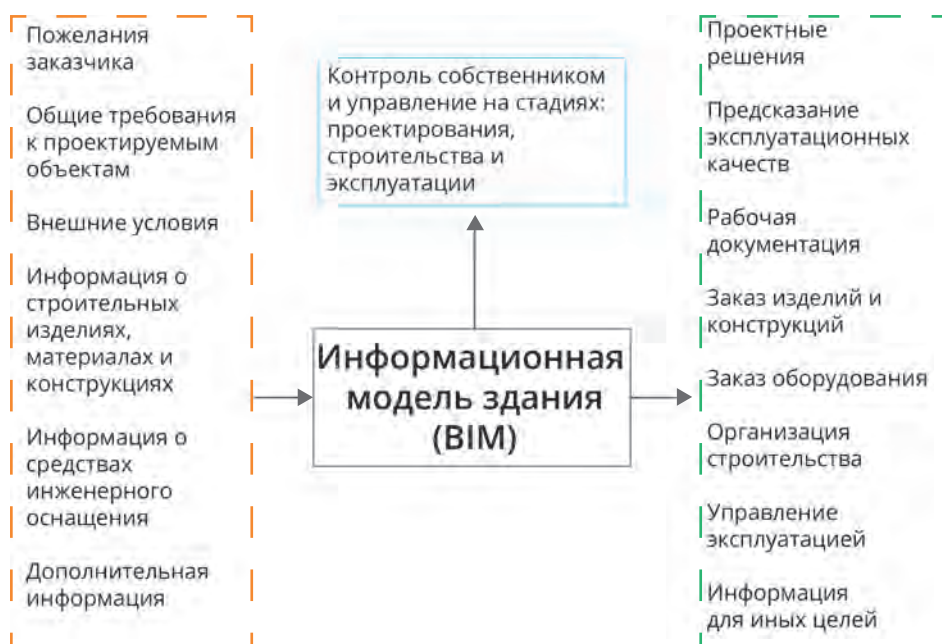 Пожелания
заказчика
Общие требования
к проектируемым
объектам
Внешние условия
Информация о
строительных
изделиях,
материалах и
конструкциях
Информация о
средствах
инженерного
оснащения
Дополнительная
информация
Контроль собственником
и управление на стадиях:
проектирования,
строительства и
эксплуатации
Информационная
модель здания
(BIM)
Проектные
решения
Предсказание
эксплуатационных
качеств
Рабочая
документация
Заказ изделий и
конструкций
Заказ оборудования
Организация
строительства
Управление
эксплуатацией
Информация
для иных целей